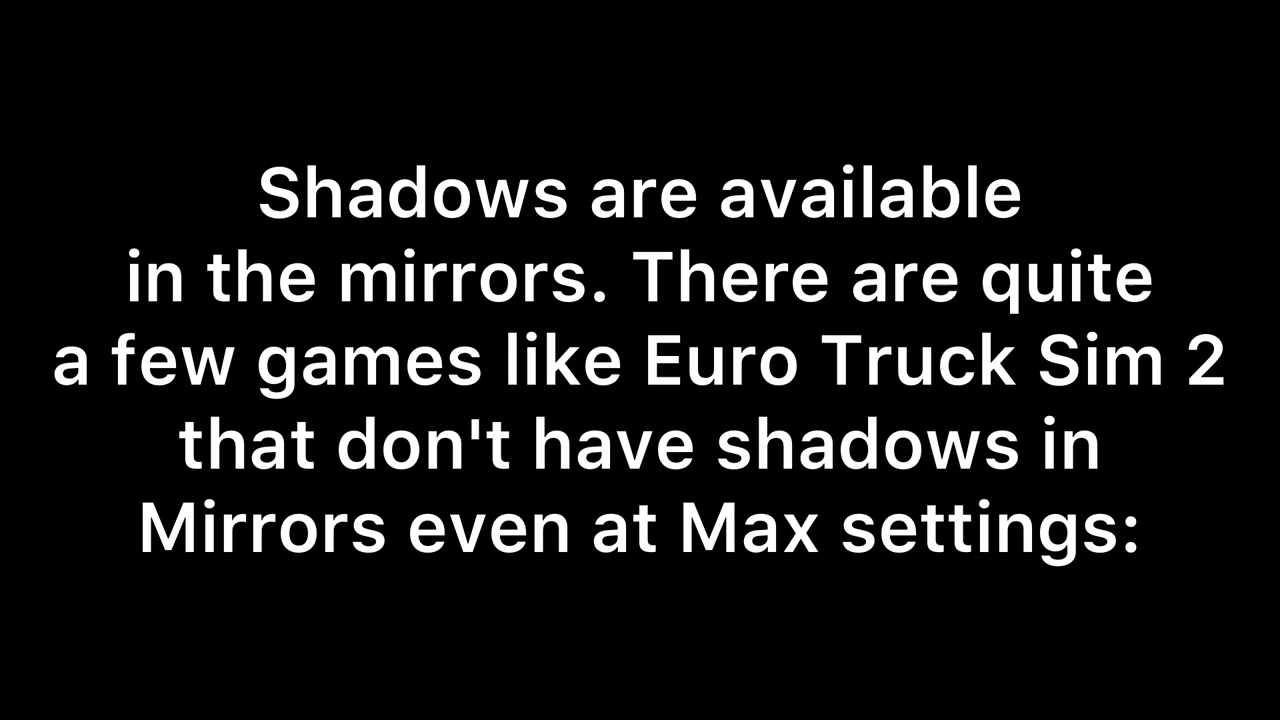 Shadows are available
in the mirrors. There are quite
a few games like Euro Truck Sim 2
that don't have shadows in
Mirrors even at Max settings: